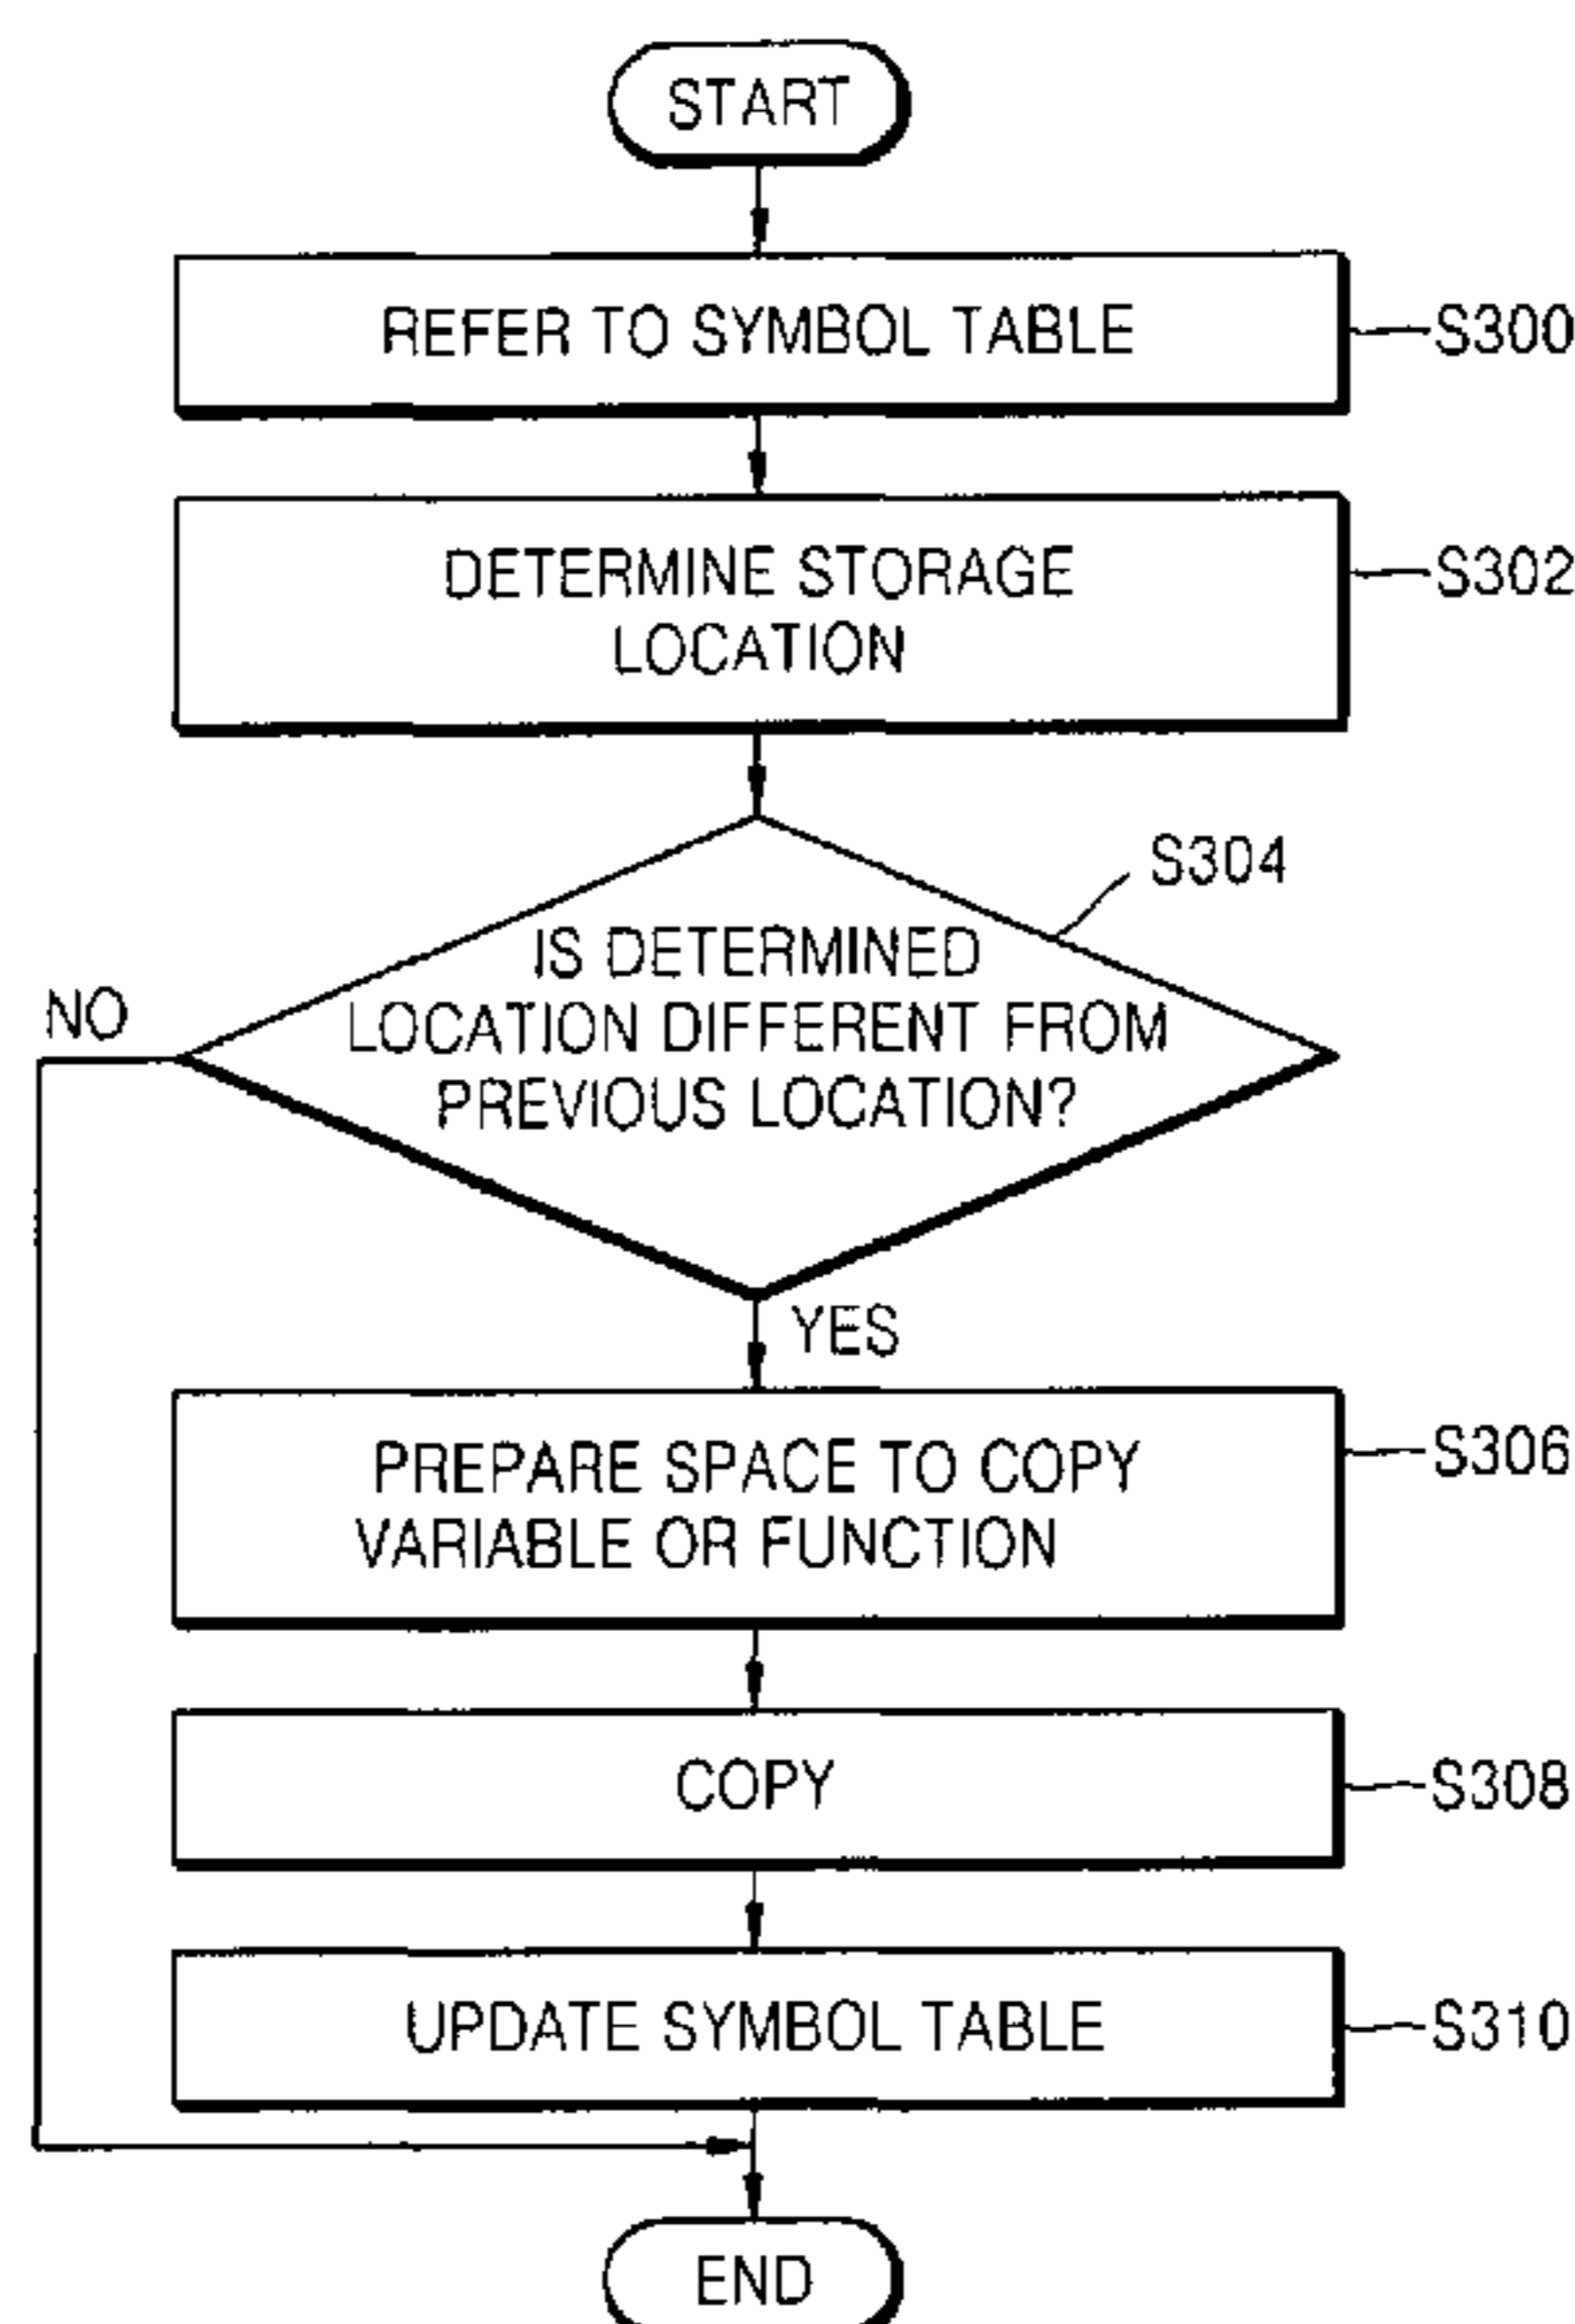 START
REFER TO SYMBOL TABLE
S300
DETERMINE STORAGE
LOCATION
S302
S304
IS DETERMINED
LOCATION DIFFERENT FROM
PREVIOUS LOCATION?
NO
YES
PREPARE SPACE TO COPY
VARIABLE OR FUNCTION
S306
COPY
S308
UPDATE SYMBOL TABLE
S310
END